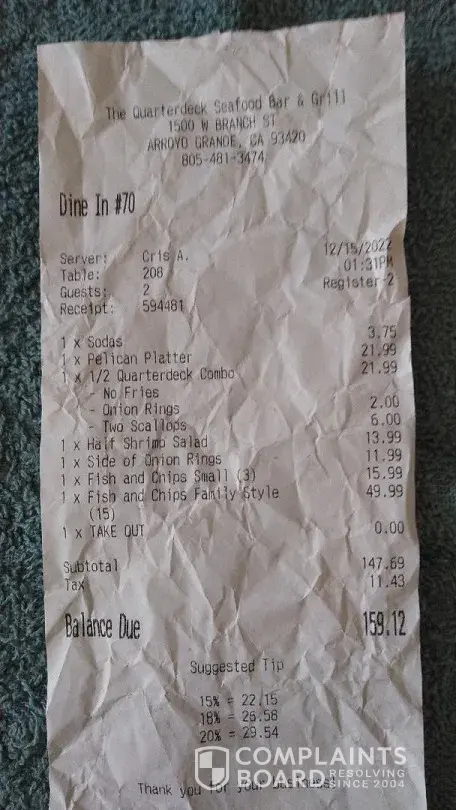 The Quarterdeck Seafood Bar & Grill
1500 W BRANCH ST
ARROYO GRANDE, CA 93420
805-481-3474
Dine In #70
Server: Cris A. 12/15/2022
Table: 208 01:31PM
Guests: 2 Register-2
Receipt: 594481
1 x Sodas 3.75
1 x Pelican Platter 21.99
1 x 1/2 Quarterdeck Combo 21.99
- No Fries
- Onion Rings 2.00
- Two Scallops 6.00
1 x Half Shrimp Salad 13.99
1 x Side of Onion Rings 11.99
1 x Fish and Chips Small (3) 15.99
1 x Fish and Chips Family Style 49.99
(15)
1 x TAKE OUT 0.00
Subtotal 147.69
Tax 11.43
Balance Due 159.12
Suggested Tip
15% = 22.15
18% = 26.58
20% = 29.54
Thank you for your business
COMPLAINTS
BOARD RESOLVING
SINCE 2004